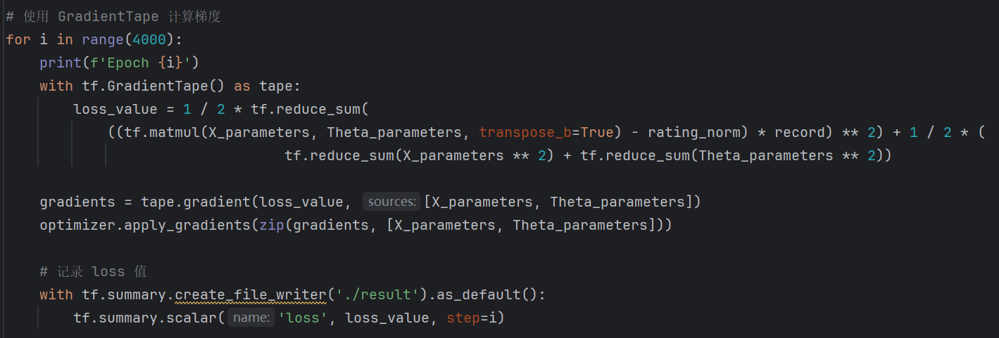 # 使用 GradientTape 计算梯度
for i in range(4000):
    print(f'Epoch {i}')
    with tf.GradientTape() as tape:
        loss_value = 1 / 2 * tf.reduce_sum(
            ((tf.matmul(X_parameters, Theta_parameters, transpose_b=True) - rating_norm) * record) ** 2) + 1 / 2 * (
                                 tf.reduce_sum(X_parameters ** 2) + tf.reduce_sum(Theta_parameters ** 2))
    gradients = tape.gradient(loss_value, sources: [X_parameters, Theta_parameters])
    optimizer.apply_gradients(zip(gradients, [X_parameters, Theta_parameters]))
    # 记录 loss 值
    with tf.summary.create_file_writer('./result').as_default():
        tf.summary.scalar( name: 'loss', loss_value, step=i)